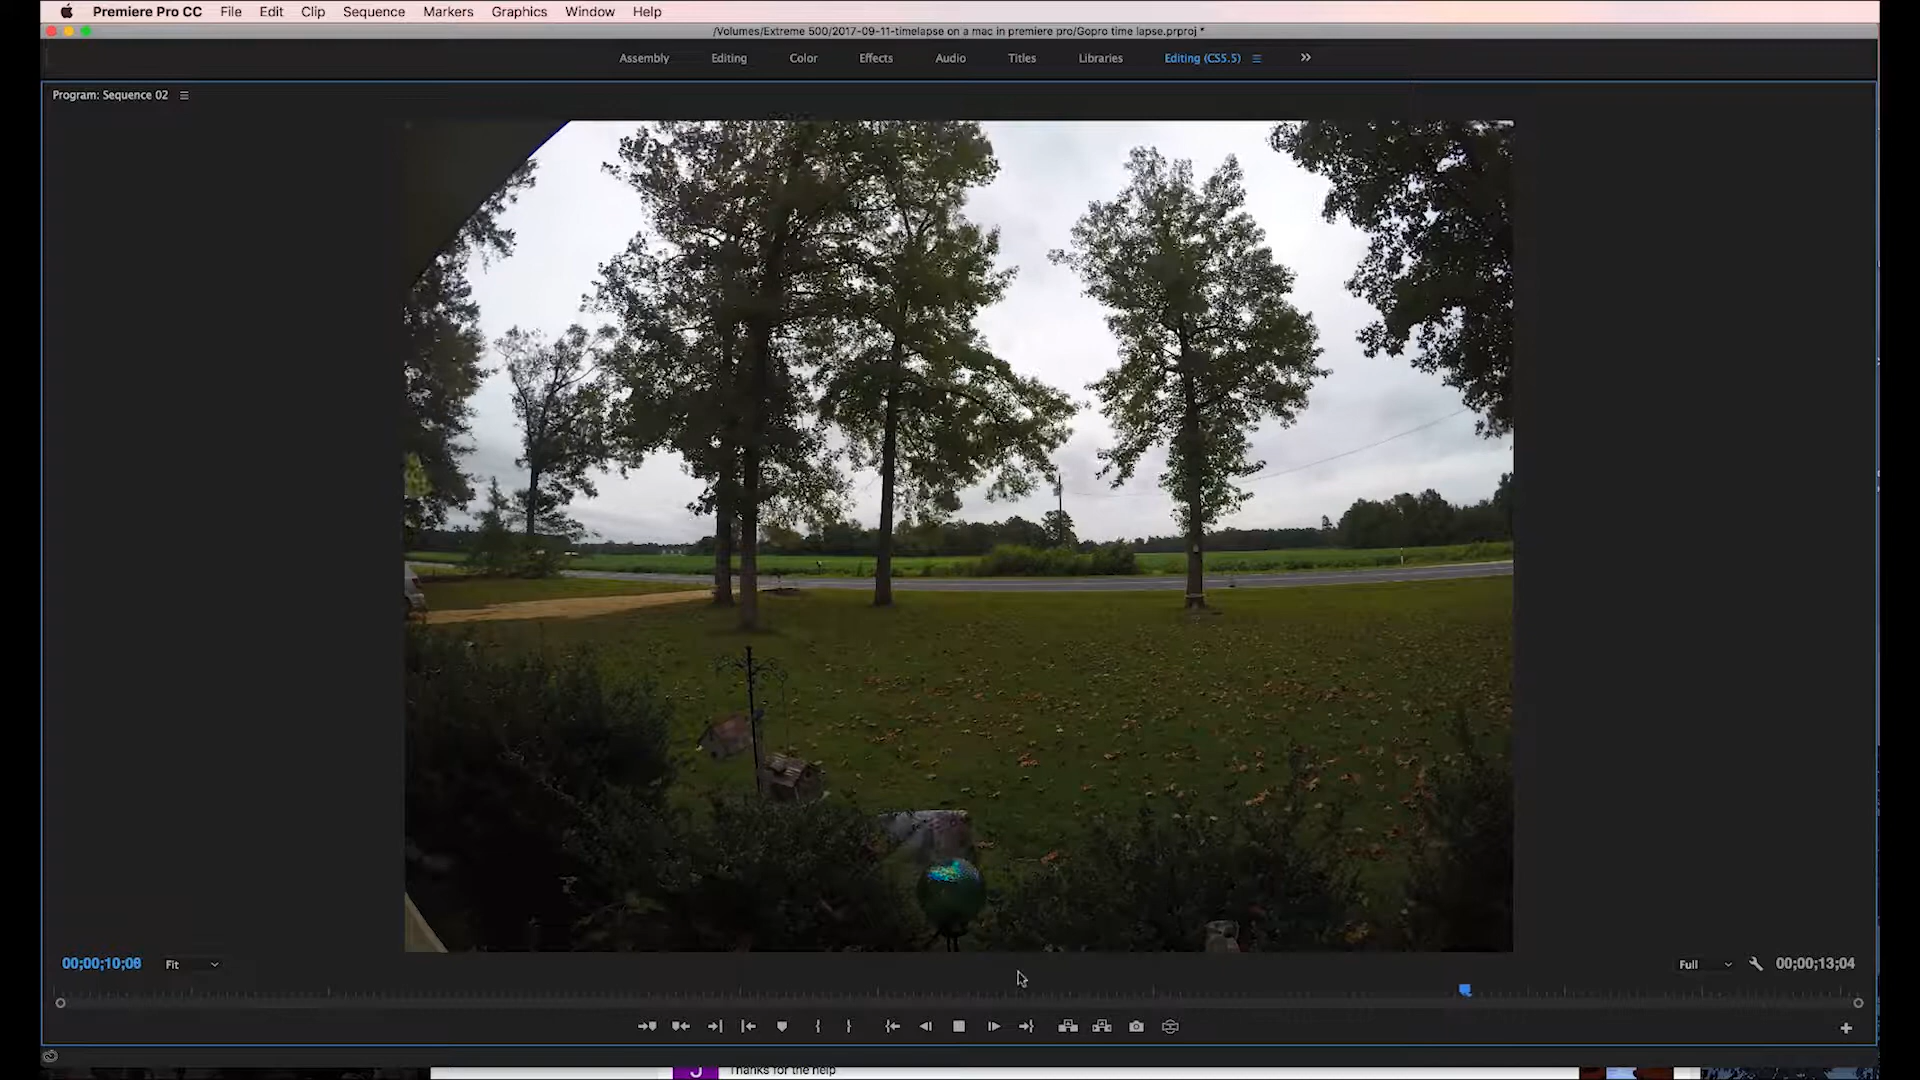 Premiere Pro CC File Edit Clip Sequence Markers Graphics Window Help
/Volumes/Extreme 500/2017-09-11-timelapse on a mac in premiere pro/Gopro time lapse.prproj *
Assembly Editing Color Effects Audio Titles Libraries Editing (CS5.5)
Program: Sequence 02
00;00;10;08 Fit Full 00;00;13;04
J Thanks for the help